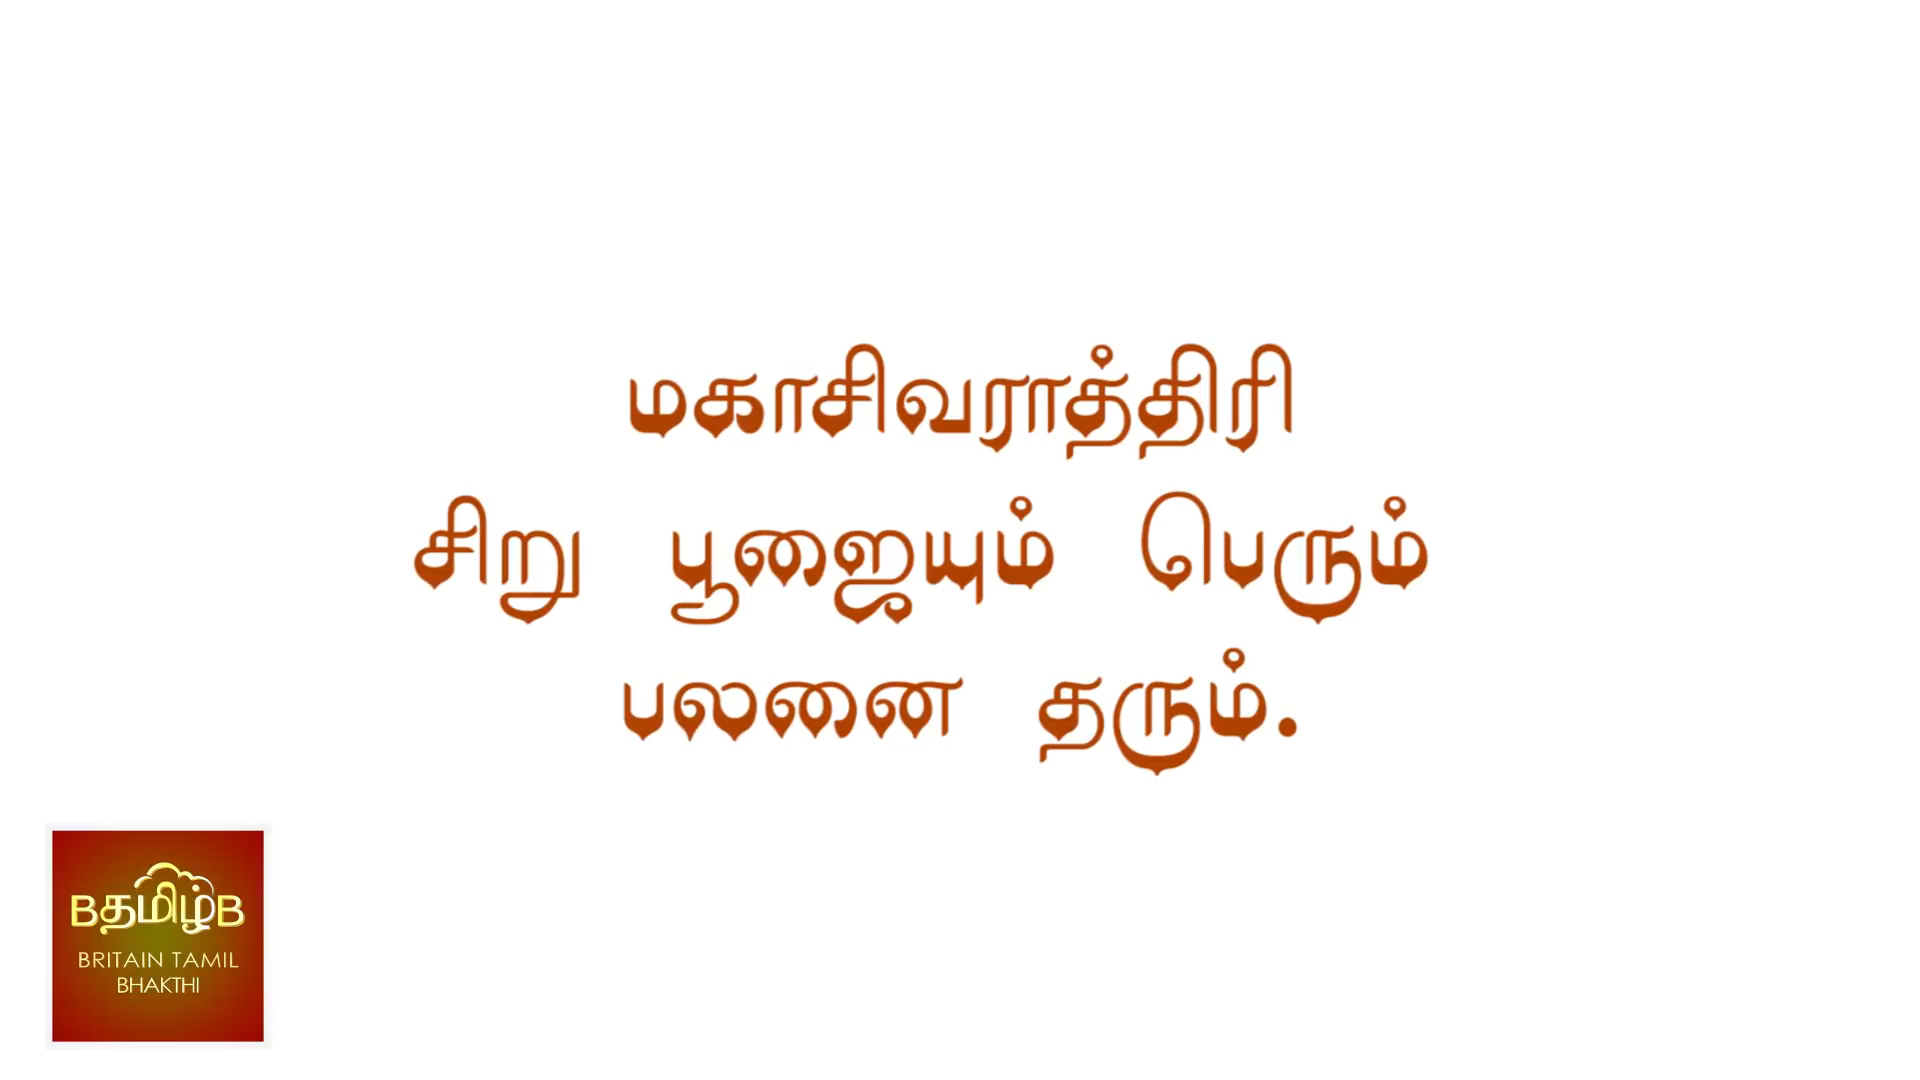 மகாசிவராத்திரி
சிறு பூஜையும் பெரும்
பலனை தரும்.
Bதமிழ்B
BRITAIN TAMIL
BHAKTHI